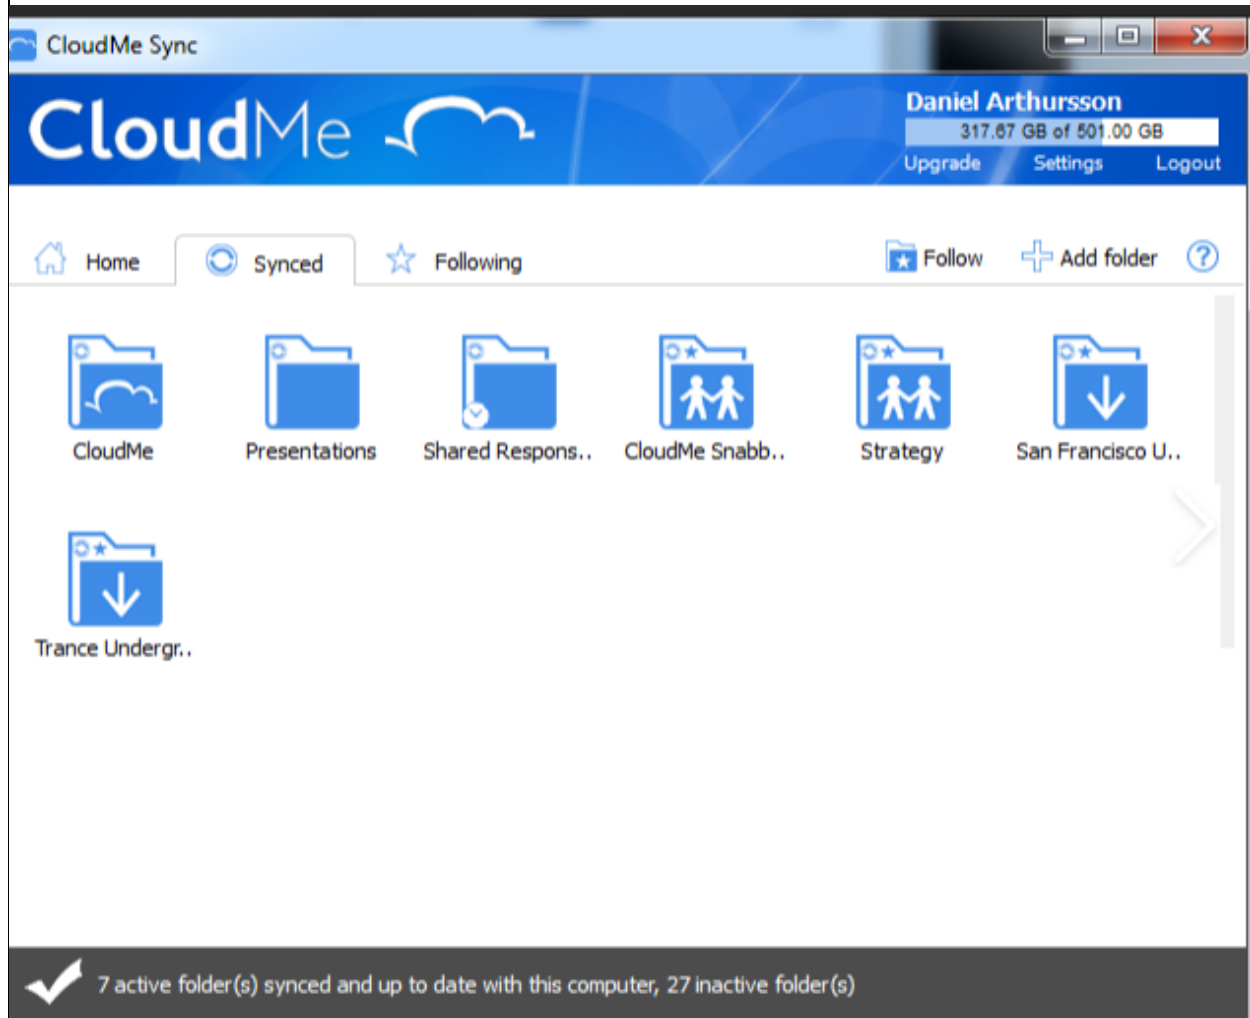 CloudMe Sync
CloudMe
Daniel Arthursson
317.67 GB of 501.00 GB
Upgrade Settings Logout
Home Synced Following Follow Add folder ?
CloudMe Presentations Shared Respons.. CloudMe Snabb.. Strategy San Francisco U..
Trance Undergr..
7 active folder(s) synced and up to date with this computer, 27 inactive folder(s)